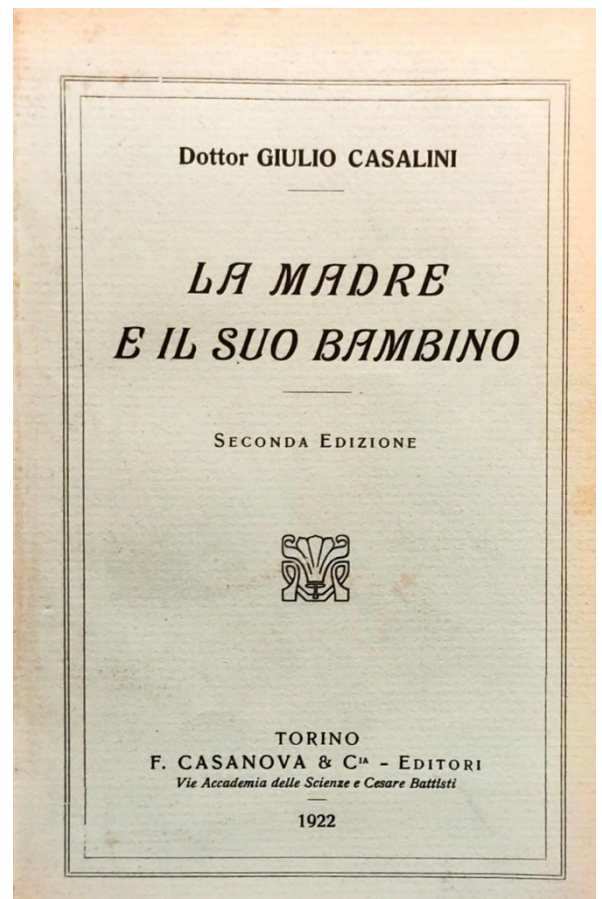 Dottor GIULIO CASALINI
LA MADRE
E IL SUO BAMBINO
SECONDA EDIZIONE
TORINO
F. CASANOVA & Cᴵᴬ - EDITORI
Vie Accademia delle Scienze e Cesare Battisti
1922